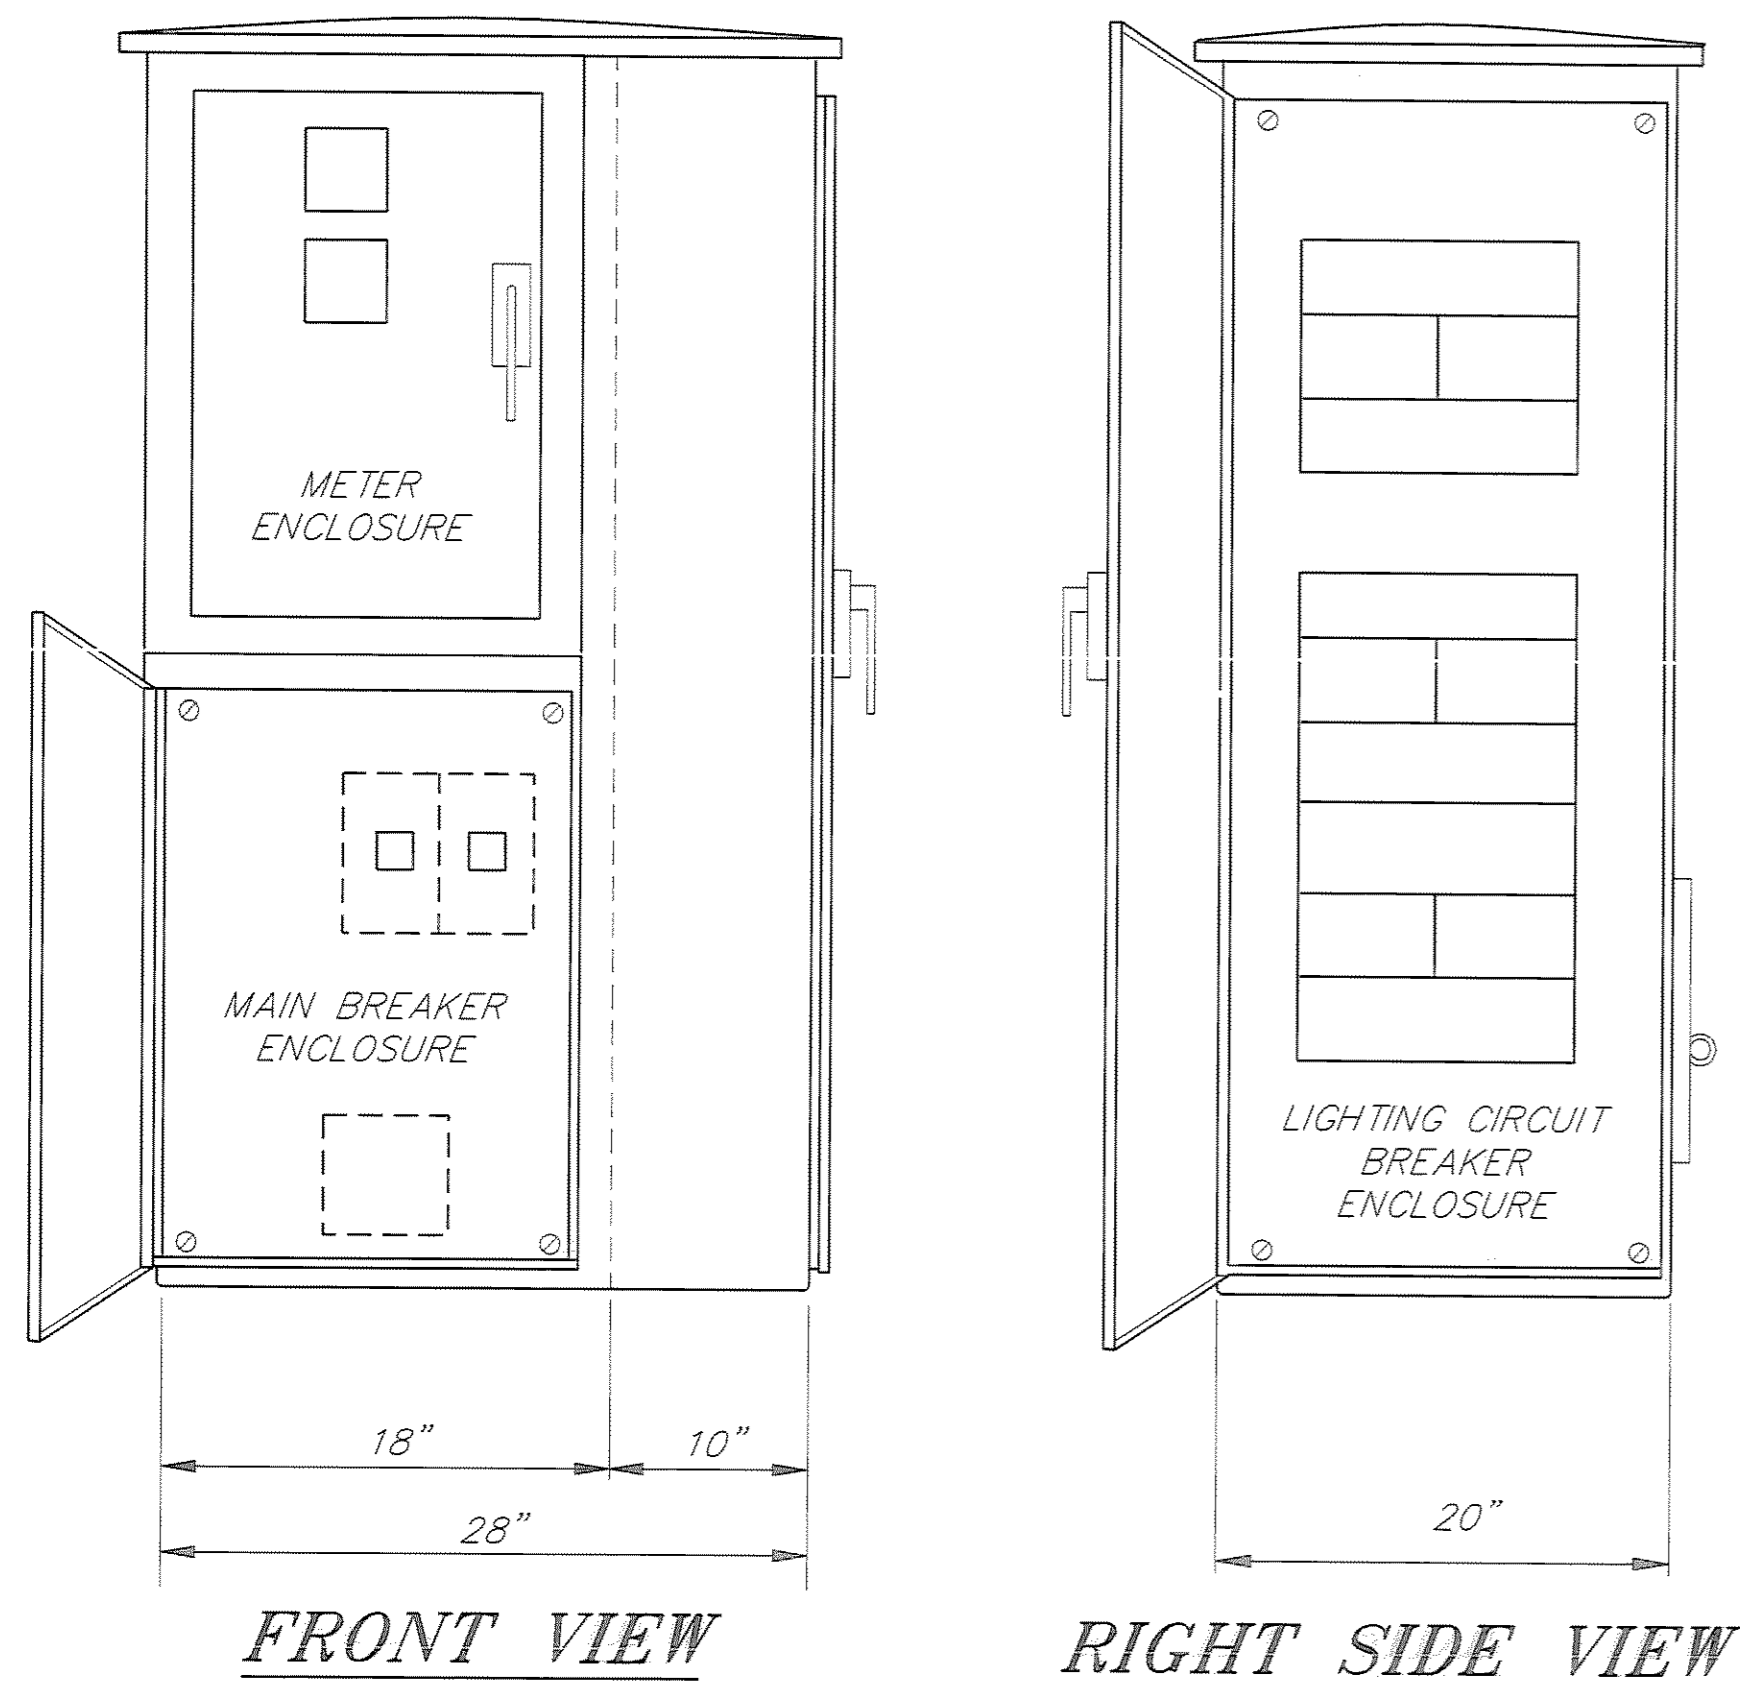 METER
ENCLOSURE
MAIN BREAKER
ENCLOSURE
18”
10”
28”
FRONT VIEW
LIGHTING CIRCUIT
BREAKER
ENCLOSURE
20”
RIGHT SIDE VIEW